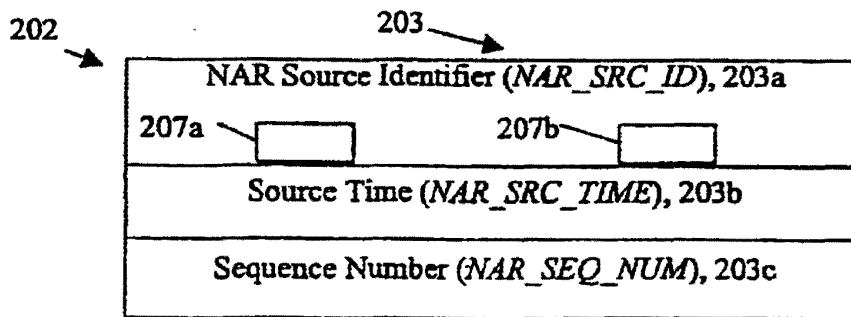 202
203
NAR Source Identifier (NAR_SRC_ID), 203a
207a
207b
Source Time (NAR_SRC_TIME), 203b
Sequence Number (NAR_SEQ_NUM), 203c